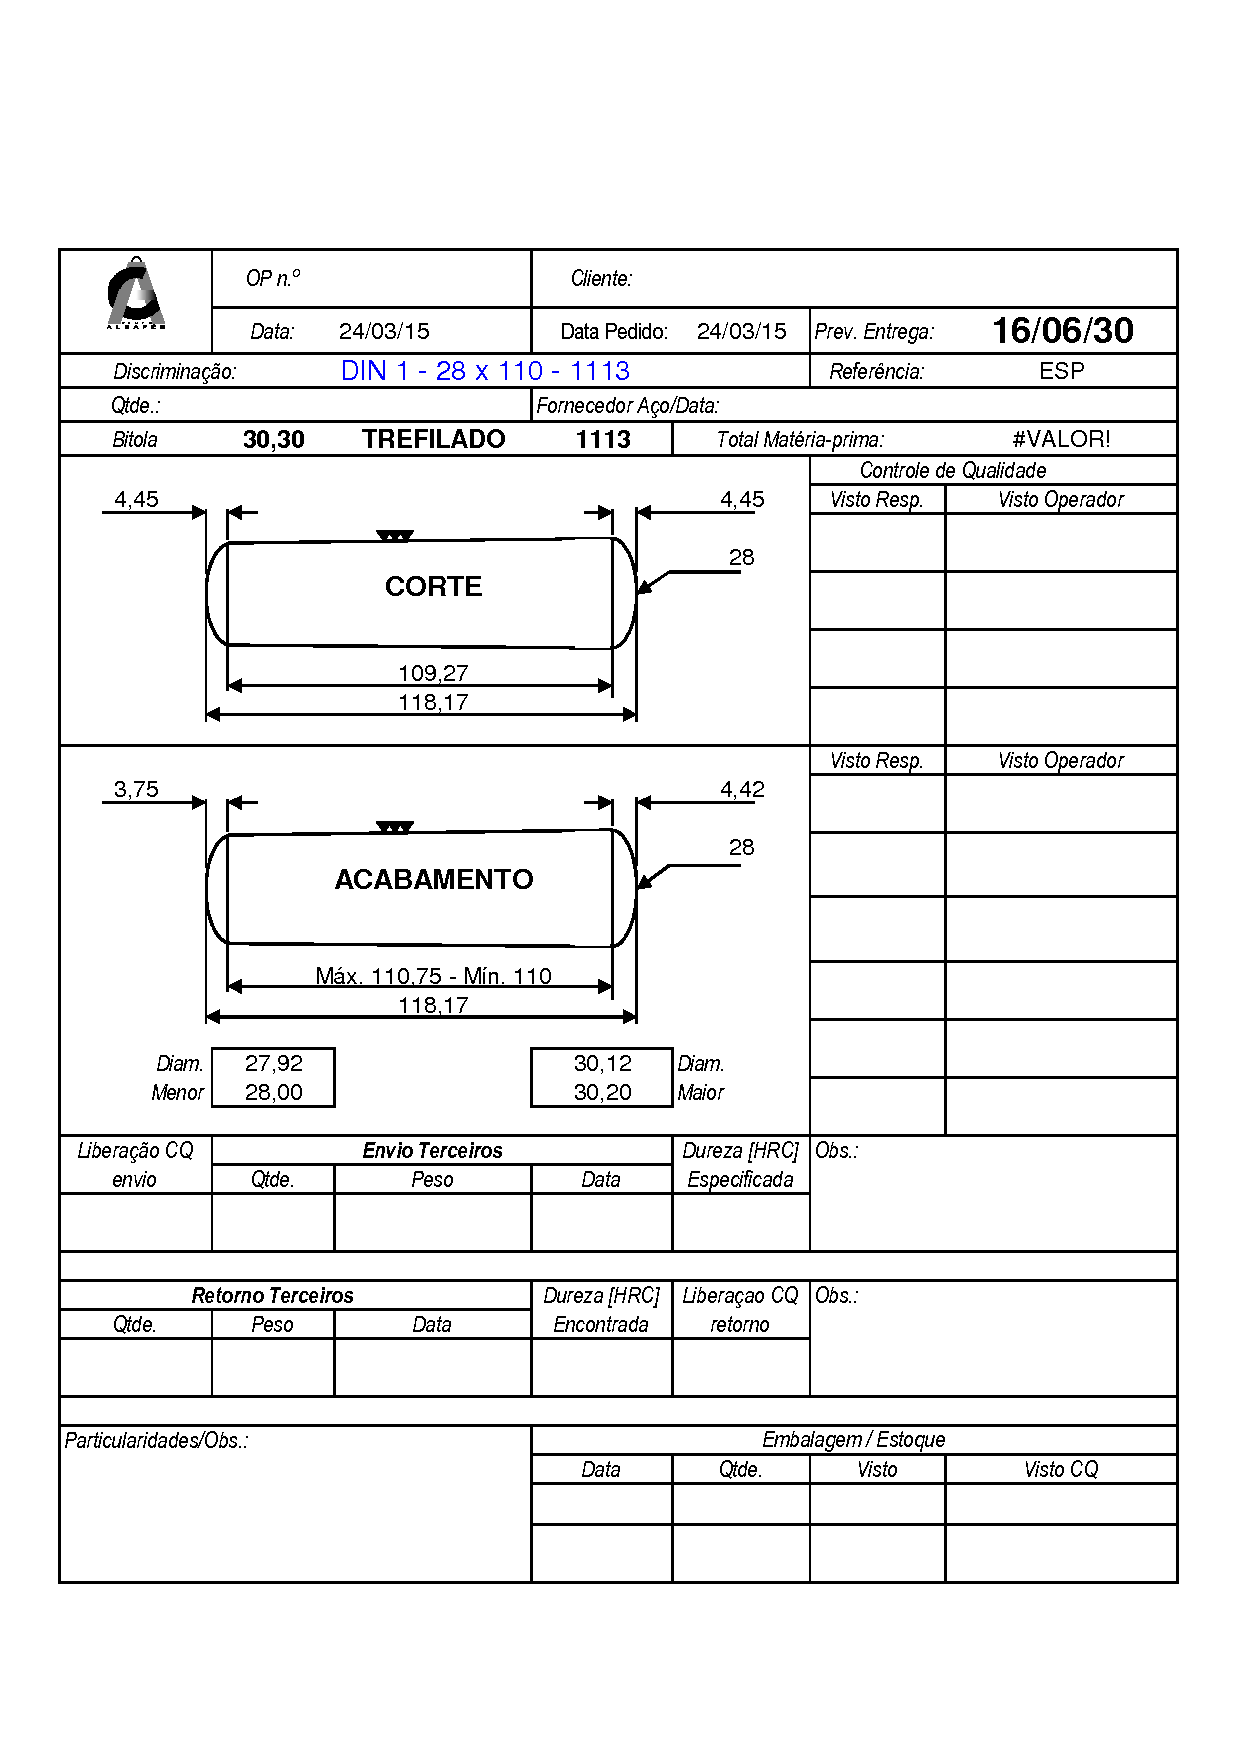 ALBAFER
OP n.º
Cliente:
Data: 24/03/15 Data Pedido: 24/03/15 Prev. Entrega: 16/06/30
Discriminação: DIN 1 - 28 x 110 - 1113 Referência: ESP
Qtde.: Fornecedor Aço/Data:
Bitola 30,30 TREFILADO 1113 Total Matéria-prima: #VALOR!
Controle de Qualidade
4,45 4,45 Visto Resp. Visto Operador
28
CORTE
109,27
118,17
Visto Resp. Visto Operador
3,75 4,42
28
ACABAMENTO
Máx. 110,75 - Mín. 110
118,17
Diam. 27,92 30,12 Diam.
Menor 28,00 30,20 Maior
Liberação CQ Envio Terceiros Dureza [HRC] Obs.:
envio Qtde. Peso Data Especificada
Retorno Terceiros Dureza [HRC] Liberaçao CQ Obs.:
Qtde. Peso Data Encontrada retorno
Particularidades/Obs.: Embalagem / Estoque
Data Qtde. Visto Visto CQ